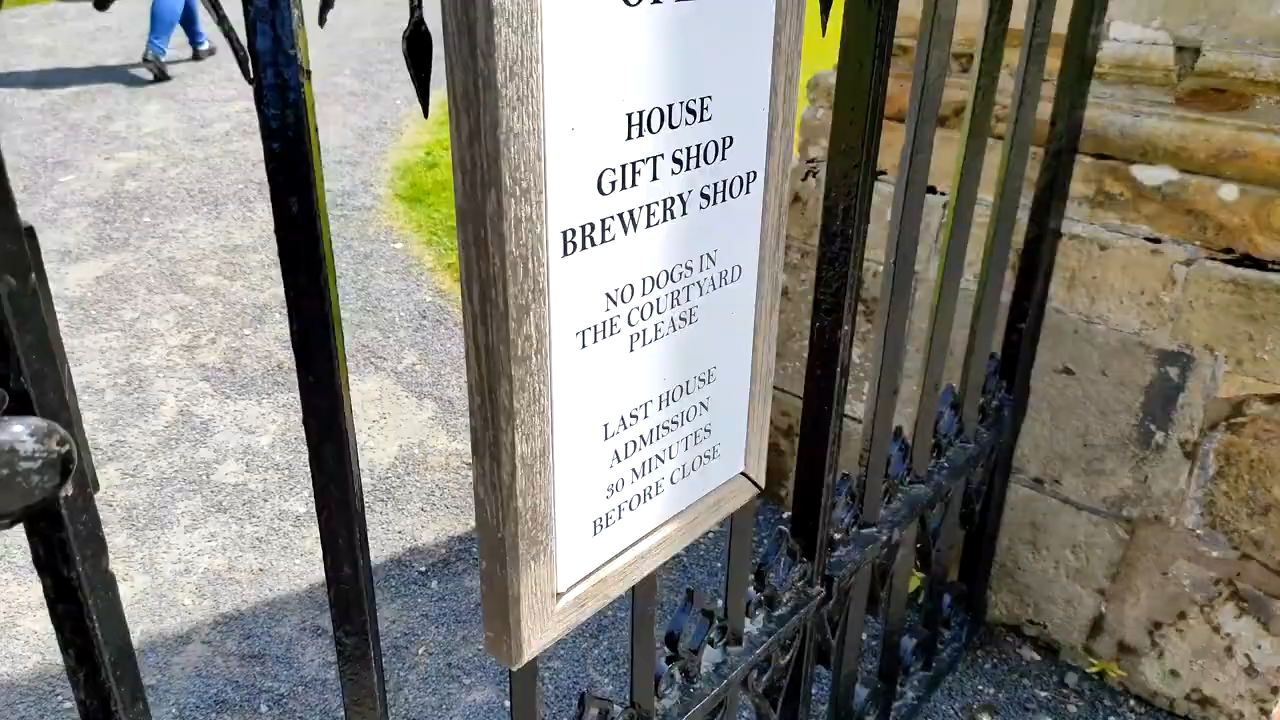 HOUSE
GIFT SHOP
BREWERY SHOP
NO DOGS IN
THE COURTYARD
PLEASE
LAST HOUSE
ADMISSION
30 MINUTES
BEFORE CLOSE